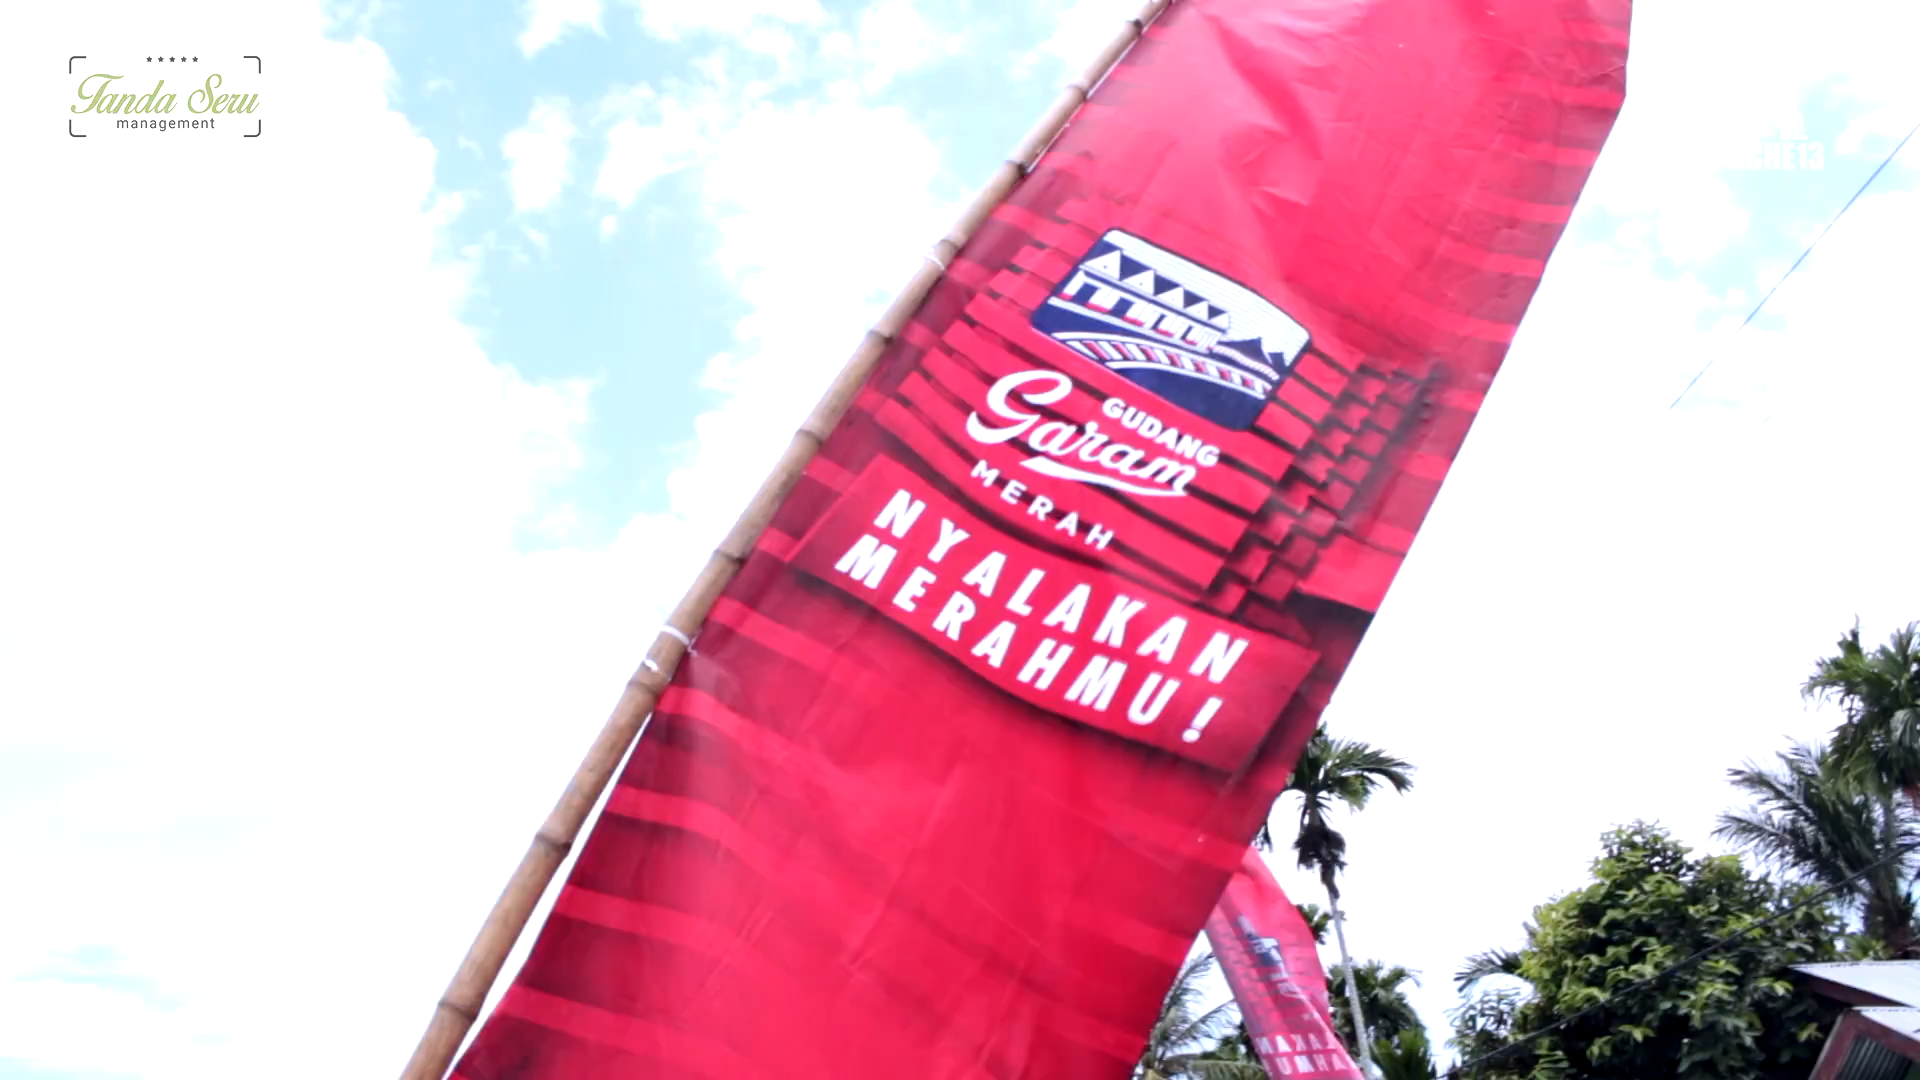 Tanda Seru
management
GUDANG
Garam
MERAH
NYALAKAN
MERAHMU!